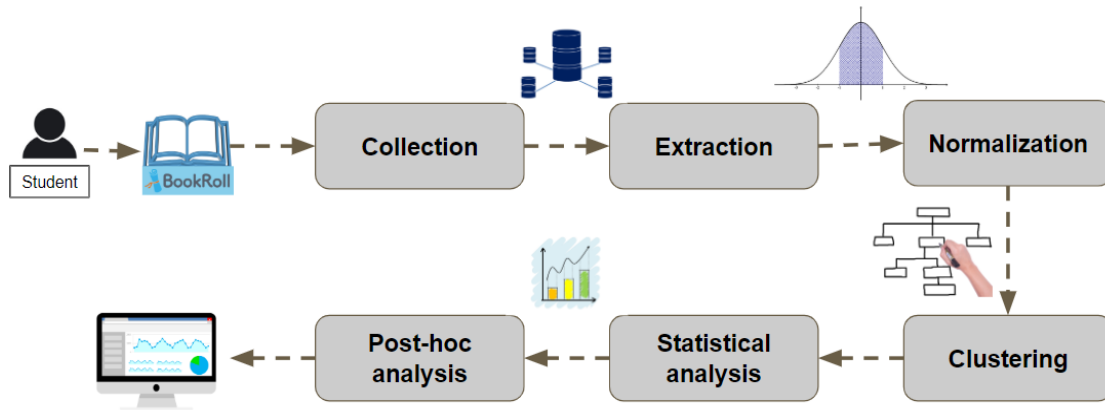 Student
BookRoll
Collection
Extraction
Normalization
Clustering
Statistical
analysis
Post-hoc
analysis